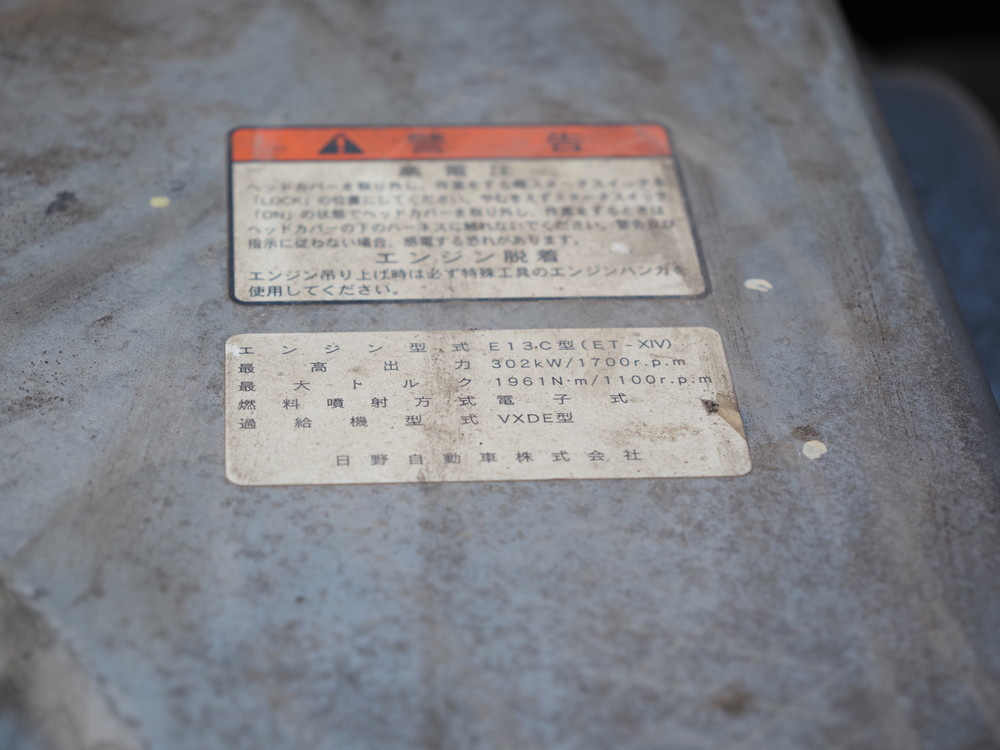 警告
高電圧
ヘッドカバーを取り外し、作業をする際スタータスイッチを
「LOCK」の位置にしてください。やむをえずスタータスイッチ
「ON」の状態でヘッドカバーを取り外し、作業をするときは
ヘッドカバーの下のハーネスに触れないでください。警告及び
指示に従わない場合、感電する恐れがあります。
エンジン脱着
エンジン吊り上げ時は必ず特殊工具のエンジンハンガを
使用してください。
エンジン型式 E13C型(ET-XIV)
最高出力 302kW/1700r.p.m
最大トルク 1961N·m/1100r.p.m
燃料噴射方式 電子式
過給機型式 VXDE型
日野自動車株式会社